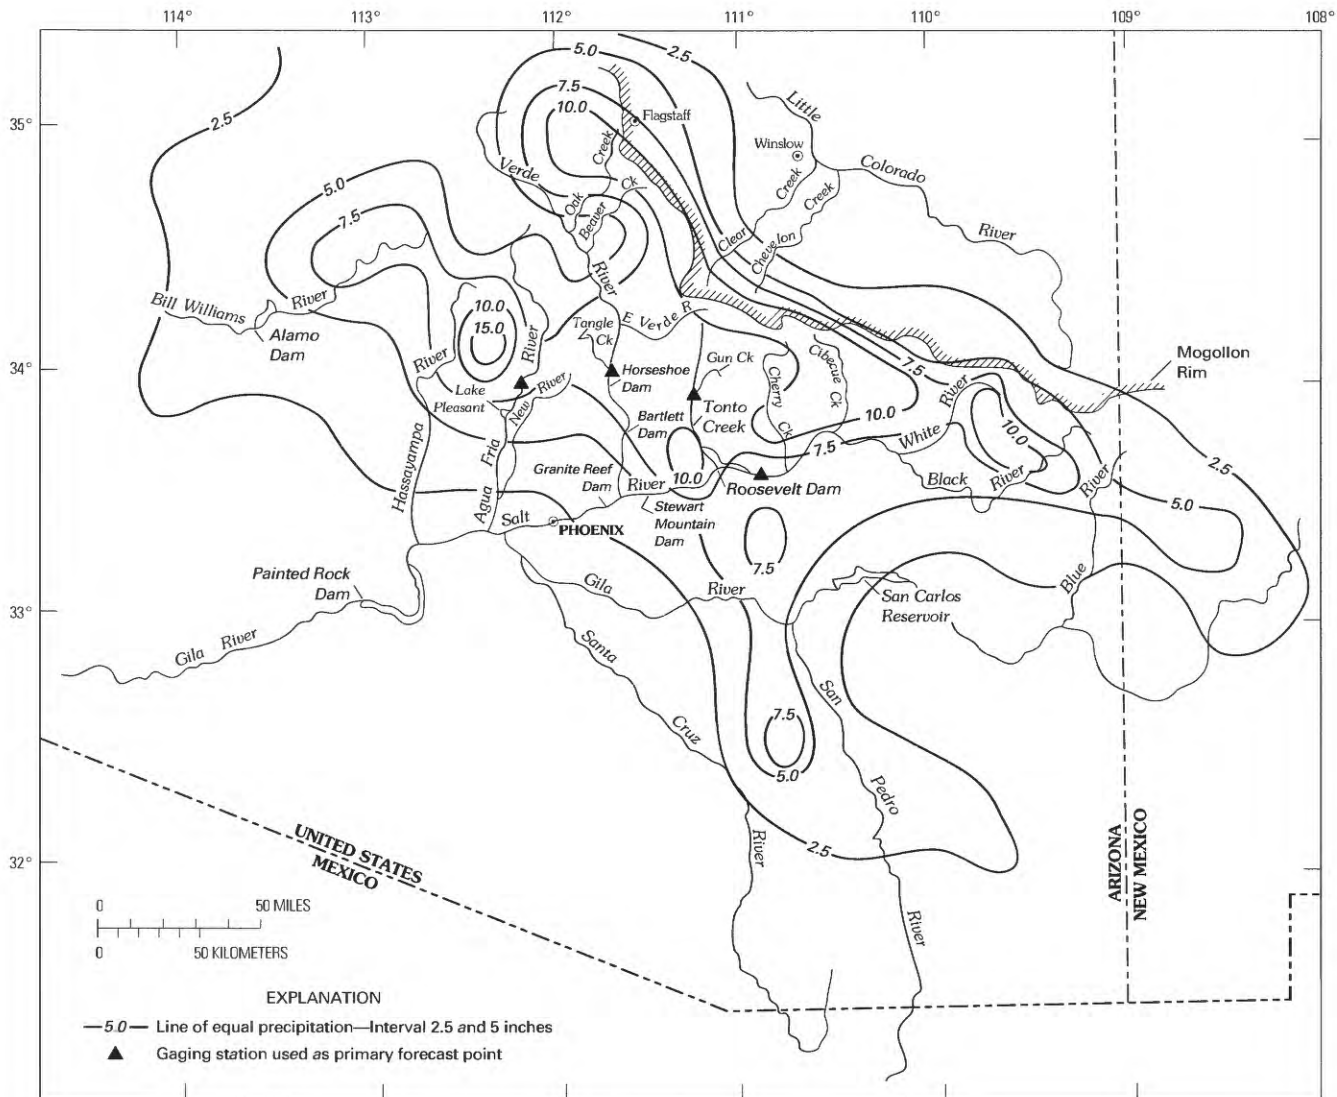 114°
113°
112°
111°
110°
109°
108°
5.0
2.5
7.5
10.0
Flagstaff
Little
2.5
35°
Winslow
Creek
Colorado
Verde
Creek
Creek
Ck
5.0
Oak
Beaver
7.5
Clear
Chevelon
River
River
Bill Williams
River
10.0
15.0
E Verde R
Tangle
Ck
Alamo
Dam
River
River
Cibecue Ck
Gun Ck
7.5
Mogollon
Rim
34°
Horseshoe
Dam
Cherry
Ck
River
Lake
Pleasant
New
River
Tonto
Creek
10.0
Bartlett
Dam
White
10.0
7.5
Hassayampa
Fria
Granite Reef
Dam
River
10.0
Roosevelt Dam
Black
River
River
2.5
5.0
Agua
Salt
PHOENIX
Stewart
Mountain
Dam
7.5
Painted Rock
Dam
Gila
River
San Carlos
Reservoir
Blue
33°
Gila River
Santa
San
Cruz
7.5
5.0
Pedro
UNITED STATES
MEXICO
River
2.5
32°
ARIZONA
NEW MEXICO
River
0
50 MILES
0
50 KILOMETERS
EXPLANATION
5.0 Line of equal precipitation—Interval 2.5 and 5 inches
▲ Gaging station used as primary forecast point